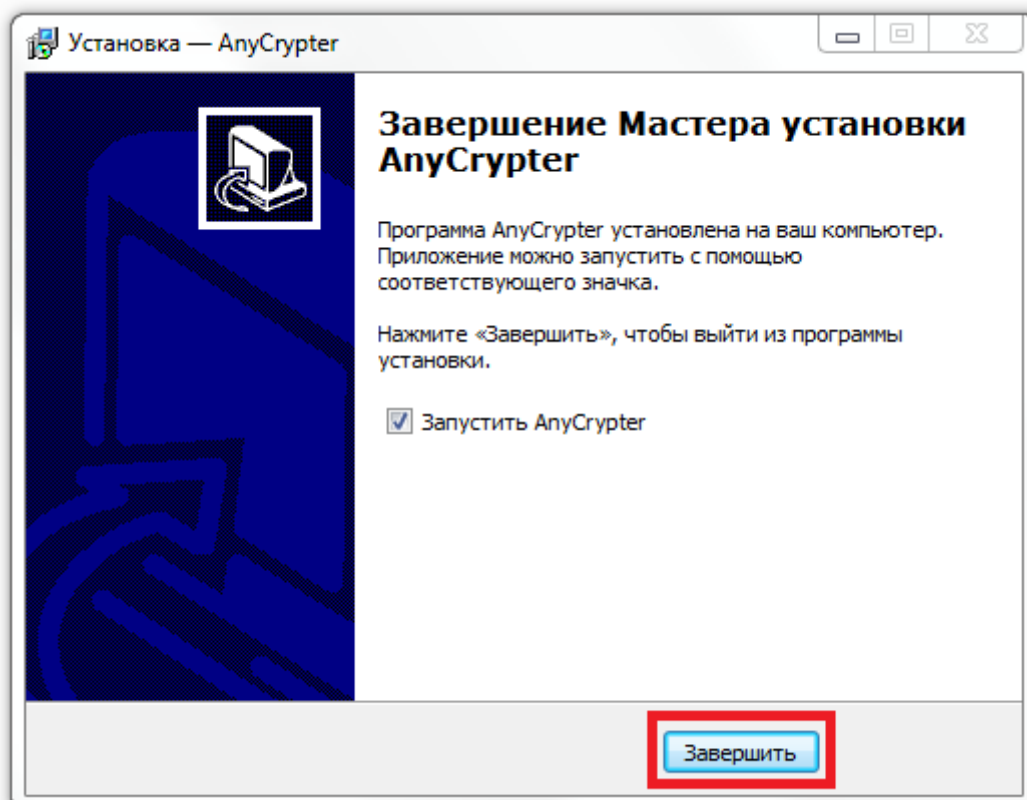 Установка — AnyCrypter
Завершение Мастера установки
AnyCrypter
Программа AnyCrypter установлена на ваш компьютер.
Приложение можно запустить с помощью
соответствующего значка.
Нажмите «Завершить», чтобы выйти из программы
установки.
Запустить AnyCrypter
Завершить